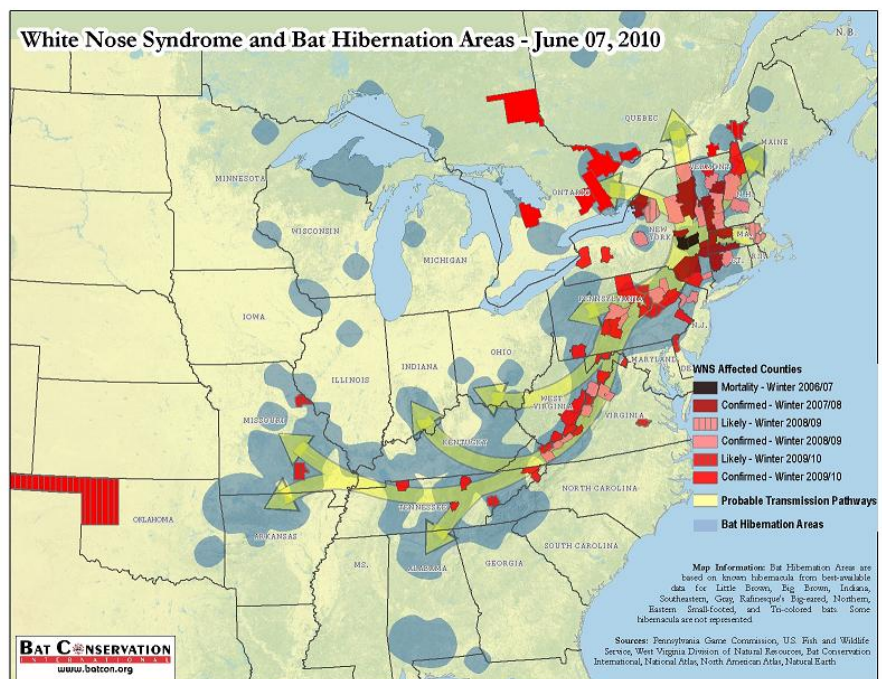 White Nose Syndrome and Bat Hibernation Areas - June 07, 2010
N. B.
QUEBEC
MAINE
VERMONT
MINNESOTA
ONTARIO
N.H.
WISCONSIN
NEW YORK
MA.
MICHIGAN
PENNSYLVANIA
IOWA
N.J.
OHIO
INDIANA
ILLINOIS
MARYLAND
DE
WEST VIRGINIA
VIRGINIA
MISSOURI
KENTUCKY
NORTH CAROLINA
TENNESSEE
OKLAHOMA
ARKANSAS
SOUTH CAROLINA
MS.
ALABAMA
GEORGIA
WNS Affected Counties
Mortality - Winter 2006/07
Confirmed - Winter 2007/08
Likely - Winter 2008/09
Confirmed - Winter 2008/09
Likely - Winter 2009/10
Confirmed - Winter 2009/10
Probable Transmission Pathways
Bat Hibernation Areas
Map Information: Bat Hibernation Areas are
based on known hibernacula from best-available
data for Little Brown, Big Brown, Indiana,
Southeastern, Gray, Rafinesque's Big-eared, Northern,
Eastern Small-footed, and Tri-colored bats. Some
hibernacula are not represented.
Sources: Pennsylvania Game Commission, U.S. Fish and Wildlife
Service, West Virginia Division of Natural Resources, Bat Conservation
International, National Atlas, North American Atlas, Natural Earth
BAT CONSERVATION
INTERNATIONAL
www.batcon.org